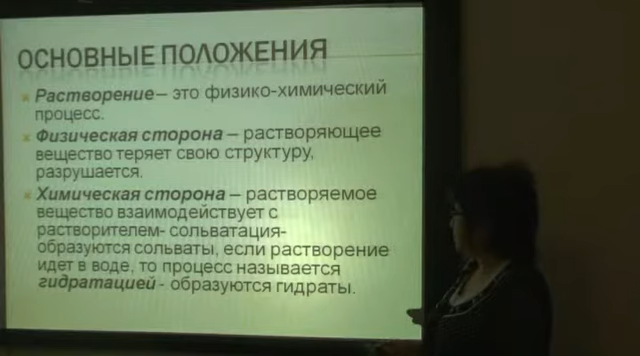 ОСНОВНЫЕ ПОЛОЖЕНИЯ
Растворение – это физико-химический
процесс.
Физическая сторона – растворяющее
вещество теряет свою структуру,
разрушается.
Химическая сторона – растворяемое
вещество взаимодействует с
растворителем- сольватация-
образуются сольваты, если растворение
идет в воде, то процесс называется
гидратацией - образуются гидраты.